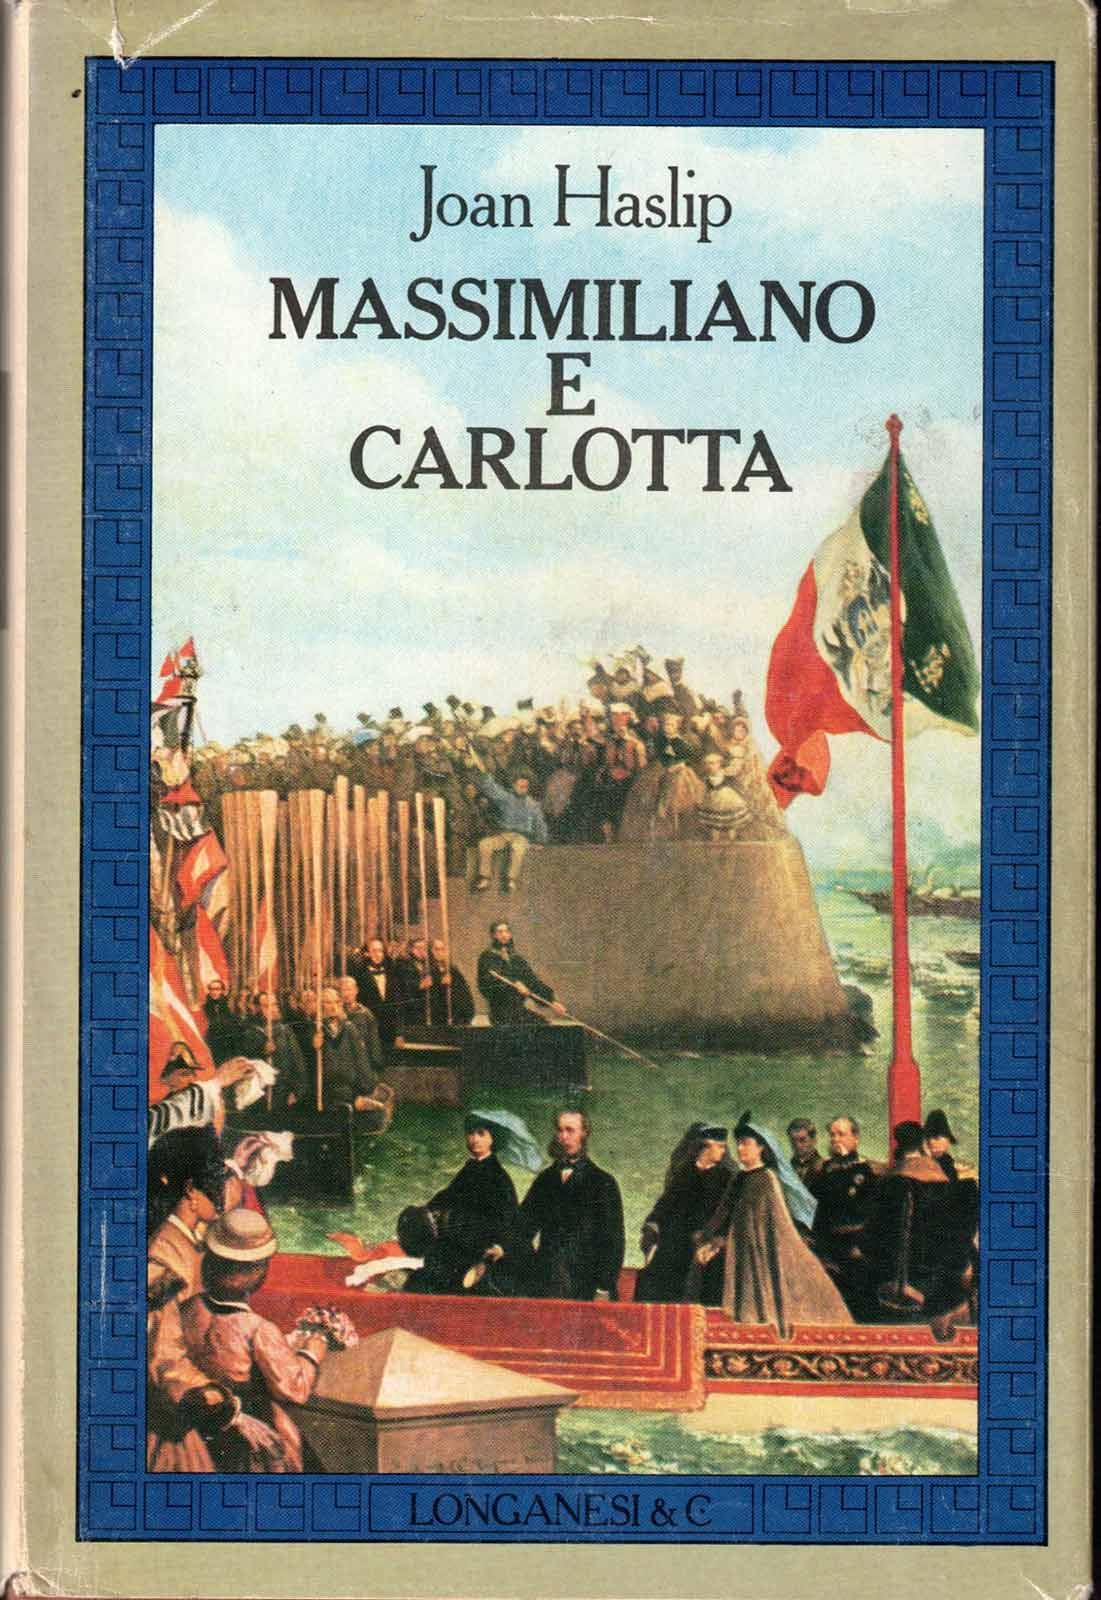 Joan Haslip
MASSIMILIANO
E
CARLOTTA
LONGANESI & C